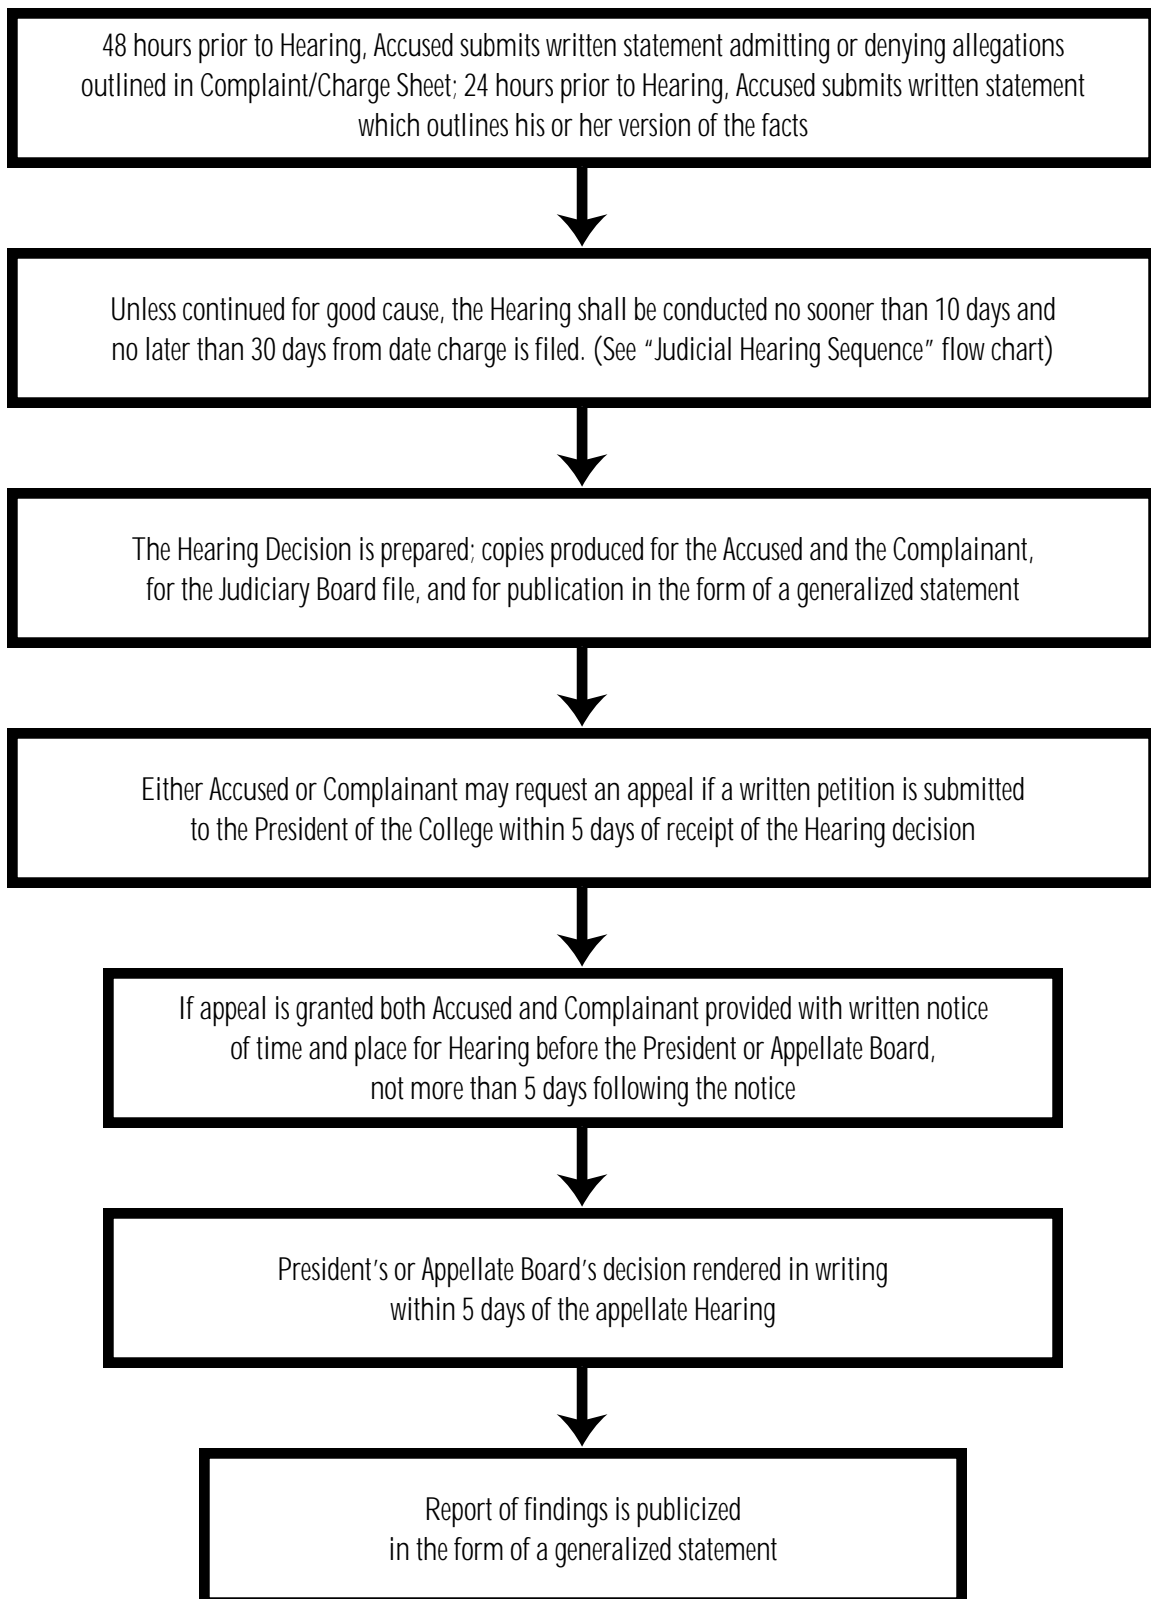 48 hours prior to Hearing, Accused submits written statement admitting or denying allegations
outlined in Complaint/Charge Sheet; 24 hours prior to Hearing, Accused submits written statement
which outlines his or her version of the facts
Unless continued for good cause, the Hearing shall be conducted no sooner than 10 days and
no later than 30 days from date charge is filed. (See “Judicial Hearing Sequence” flow chart)
The Hearing Decision is prepared; copies produced for the Accused and the Complainant,
for the Judiciary Board file, and for publication in the form of a generalized statement
Either Accused or Complainant may request an appeal if a written petition is submitted
to the President of the College within 5 days of receipt of the Hearing decision
If appeal is granted both Accused and Complainant provided with written notice
of time and place for Hearing before the President or Appellate Board,
not more than 5 days following the notice
President’s or Appellate Board’s decision rendered in writing
within 5 days of the appellate Hearing
Report of findings is publicized
in the form of a generalized statement